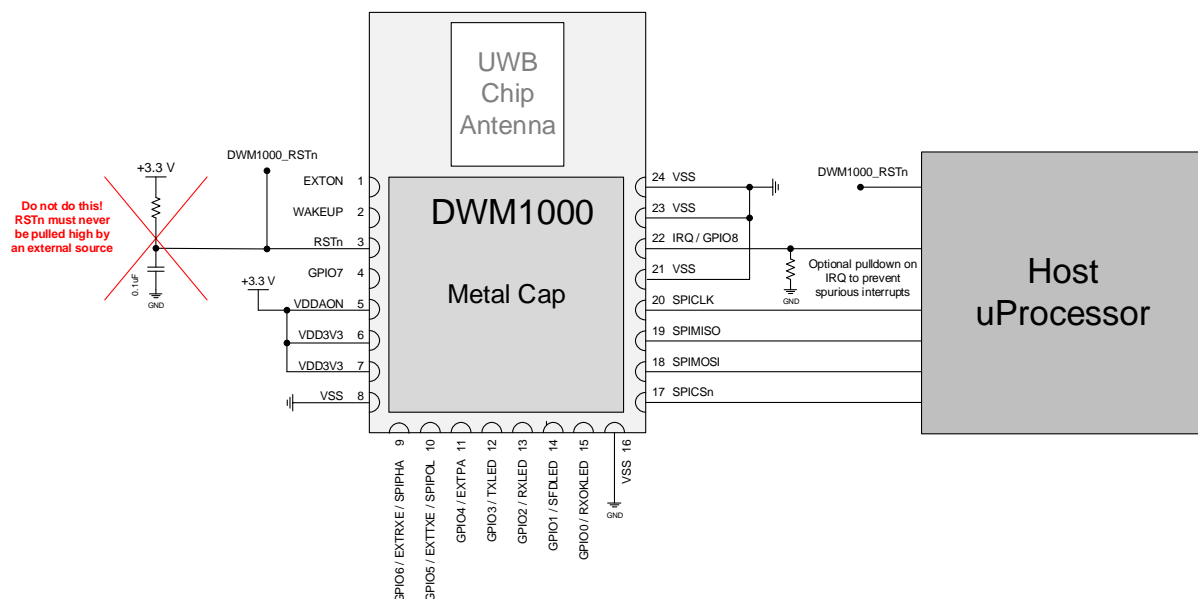 UWB
Chip
Antenna
DWM1000
Metal Cap
Do not do this!
RSTn must never
be pulled high by
an external source
+3.3 V
0.1uF
GND
DWM1000_RSTn
EXTON 1
WAKEUP 2
RSTn 3
GPIO7 4
+3.3 V
VDDAON 5
VDD3V3 6
VDD3V3 7
VSS 8
GPIO6 / EXTRXE / SPIPHA 9
GPIO5 / EXTTXE / SPIPOL 10
GPIO4 / EXTPA 11
GPIO3 / TXLED 12
GPIO2 / RXLED 13
GPIO1 / SFDLED 14
GPIO0 / RXOKLED 15
VSS 16
GND
24 VSS
23 VSS
22 IRQ / GPIO8
21 VSS
20 SPICLK
19 SPIMISO
18 SPIMOSI
17 SPICSn
GND
Optional pulldown on
IRQ to prevent
spurious interrupts
DWM1000_RSTn
Host
uProcessor